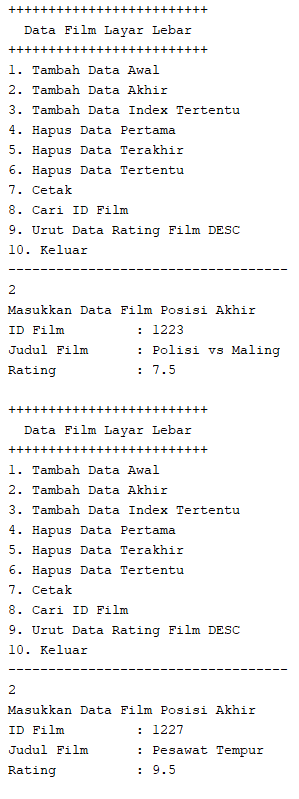 +++++++++++++++++++++++++
Data Film Layar Lebar
+++++++++++++++++++++++++
1. Tambah Data Awal
2. Tambah Data Akhir
3. Tambah Data Index Tertentu
4. Hapus Data Pertama
5. Hapus Data Terakhir
6. Hapus Data Tertentu
7. Cetak
8. Cari ID Film
9. Urut Data Rating Film DESC
10. Keluar
-----------------------------------
2
Masukkan Data Film Posisi Akhir
ID Film         : 1223
Judul Film      : Polisi vs Maling
Rating          : 7.5
+++++++++++++++++++++++++
Data Film Layar Lebar
+++++++++++++++++++++++++
1. Tambah Data Awal
2. Tambah Data Akhir
3. Tambah Data Index Tertentu
4. Hapus Data Pertama
5. Hapus Data Terakhir
6. Hapus Data Tertentu
7. Cetak
8. Cari ID Film
9. Urut Data Rating Film DESC
10. Keluar
-----------------------------------
2
Masukkan Data Film Posisi Akhir
ID Film         : 1227
Judul Film      : Pesawat Tempur
Rating          : 9.5